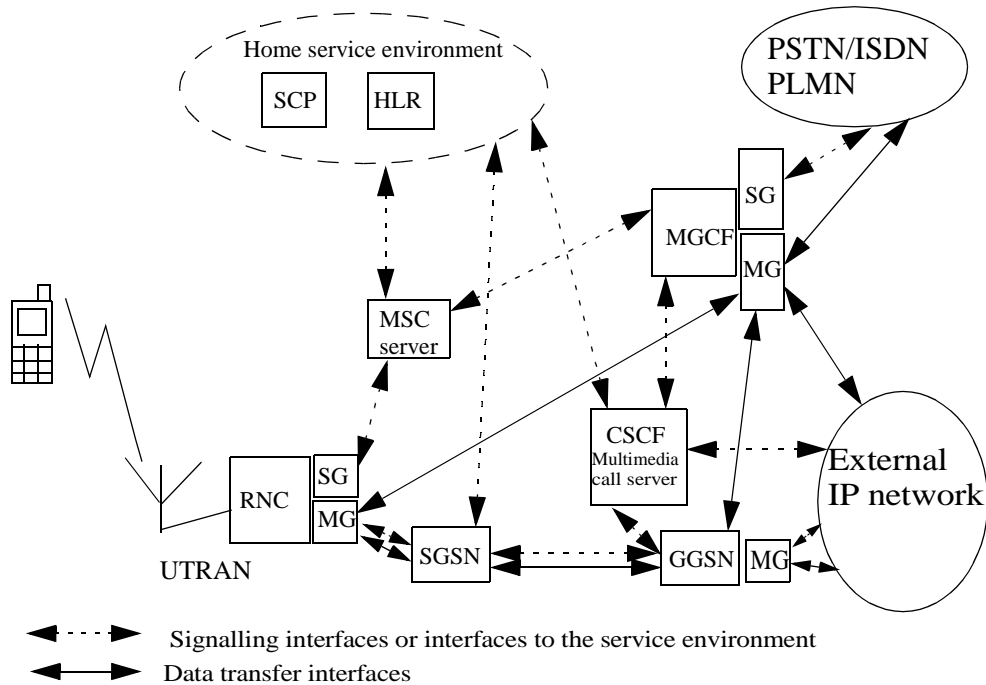 Home service environment
SCP
HLR
PSTN/ISDN
PLMN
SG
MGCF
MG
MSC
server
CSCF
Multimedia
call server
External
IP network
SG
RNC
MG
SGSN
GGSN
MG
UTRAN
Signalling interfaces or interfaces to the service environment
Data transfer interfaces